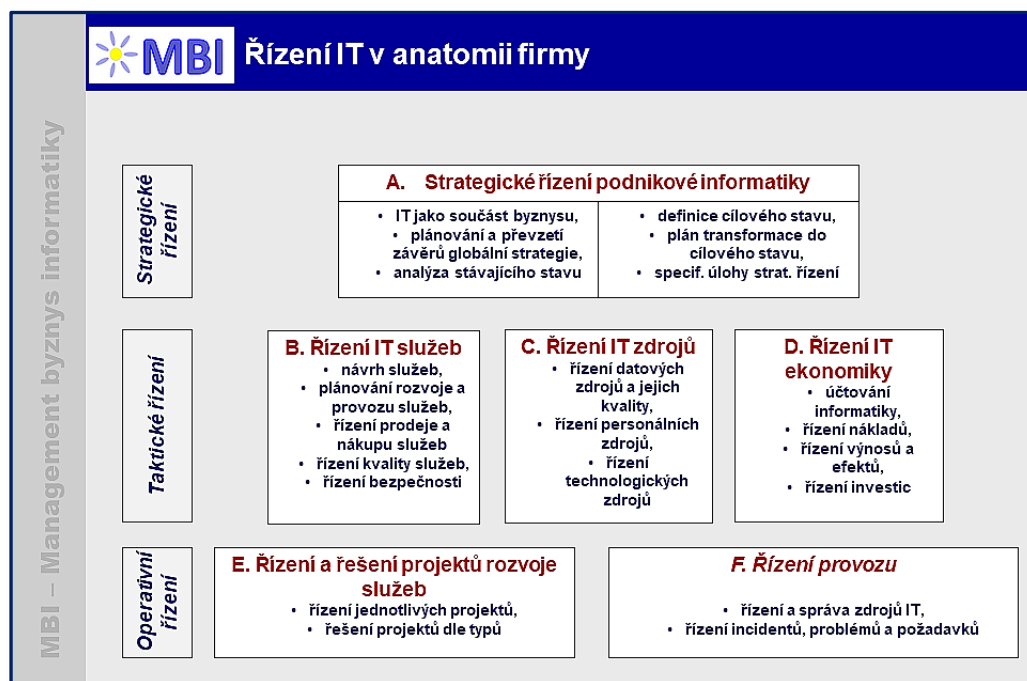 MBI
Řízení IT v anatomii firmy
MBI – Management byznys informatiky
Strategické
řízení
A. Strategické řízení podnikové informatiky
• IT jako součást byznysu,
• plánování a převzetí
závěrů globální strategie,
• analýza stávajícího stavu
• definice cílového stavu,
• plán transformace do
cílového stavu,
• specif. úlohy strat. řízení
Taktické řízení
B. Řízení IT služeb
• návrh služeb,
• plánování rozvoje a
provozu služeb,
• řízení prodeje a
nákupu služeb
• řízení kvality služeb,
• řízení bezpečnosti
C. Řízení IT zdrojů
• řízení datových
zdrojů a jejich
kvality,
• řízení personálních
zdrojů,
• řízení
technologických
zdrojů
D. Řízení IT
ekonomiky
• účtování
informatiky,
• řízení nákladů,
• řízení výnosů a
efektů,
• řízení investic
Operativní
řízení
E. Řízení a řešení projektů rozvoje
služeb
• řízení jednotlivých projektů,
• řešení projektů dle typů
F. Řízení provozu
• řízení a správa zdrojů IT,
• řízení incidentů, problémů a požadavků